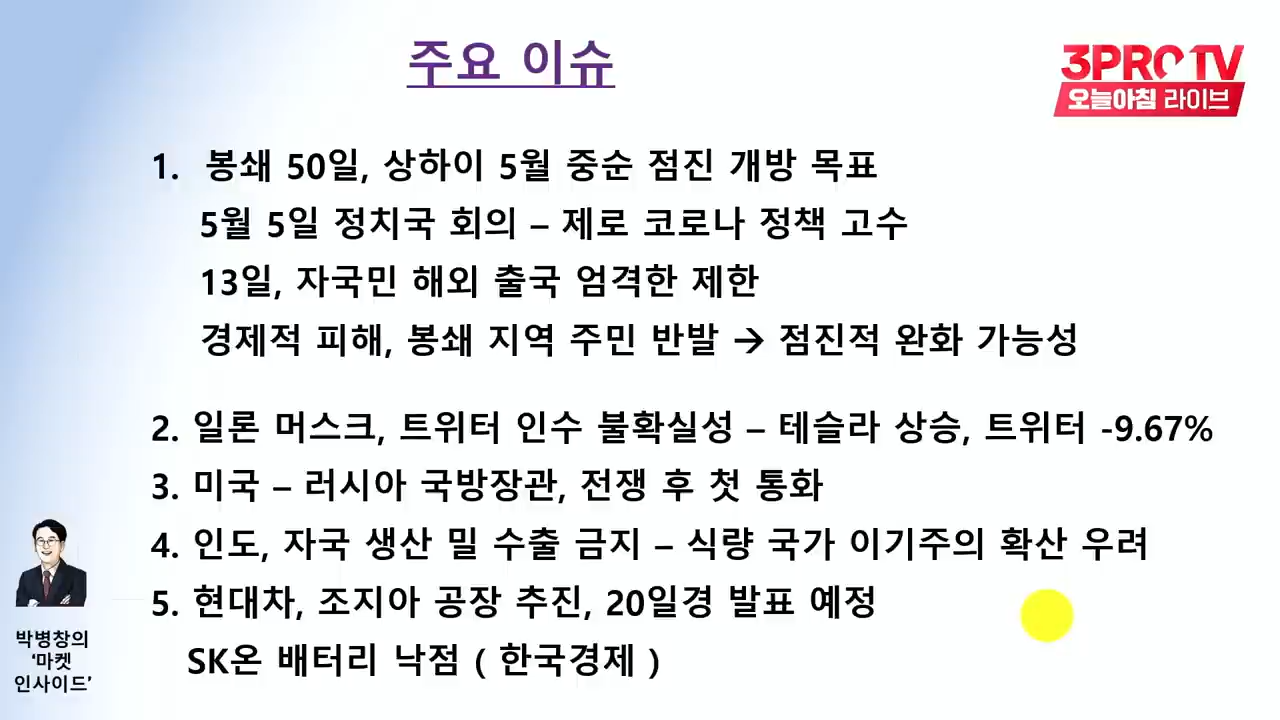 주요 이슈
3PRO TV
오늘아침 라이브
1. 봉쇄 50일, 상하이 5월 중순 점진 개방 목표
5월 5일 정치국 회의 – 제로 코로나 정책 고수
13일, 자국민 해외 출국 엄격한 제한
경제적 피해, 봉쇄 지역 주민 반발 → 점진적 완화 가능성
2. 일론 머스크, 트위터 인수 불확실성 – 테슬라 상승, 트위터 -9.67%
3. 미국 – 러시아 국방장관, 전쟁 후 첫 통화
4. 인도, 자국 생산 밀 수출 금지 – 식량 국가 이기주의 확산 우려
5. 현대차, 조지아 공장 추진, 20일경 발표 예정
SK온 배터리 낙점 ( 한국경제 )
박병창의
‘마켓
인사이드’